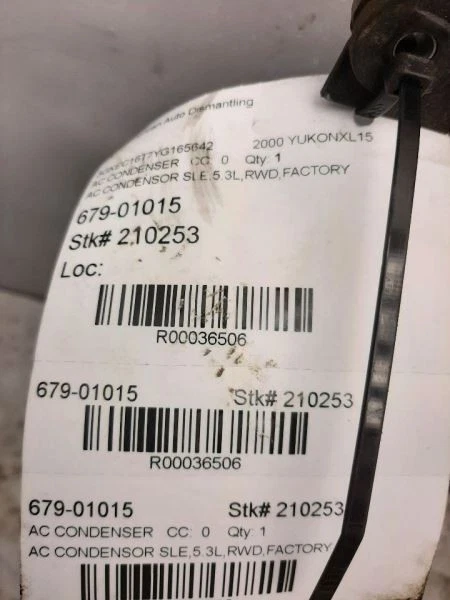 Auto Dismantling
2000 YUKONXL15
AC CONDENSER CC: 0 Qty: 1
AC CONDENSOR SLE,5.3L,RWD,FACTORY
679-01015
Stk# 210253
Loc:
R00036506
679-01015 Stk# 210253
R00036506
679-01015 Stk# 210253
AC CONDENSER CC: 0 Qty: 1
AC CONDENSOR SLE,5.3L,RWD,FACTORY